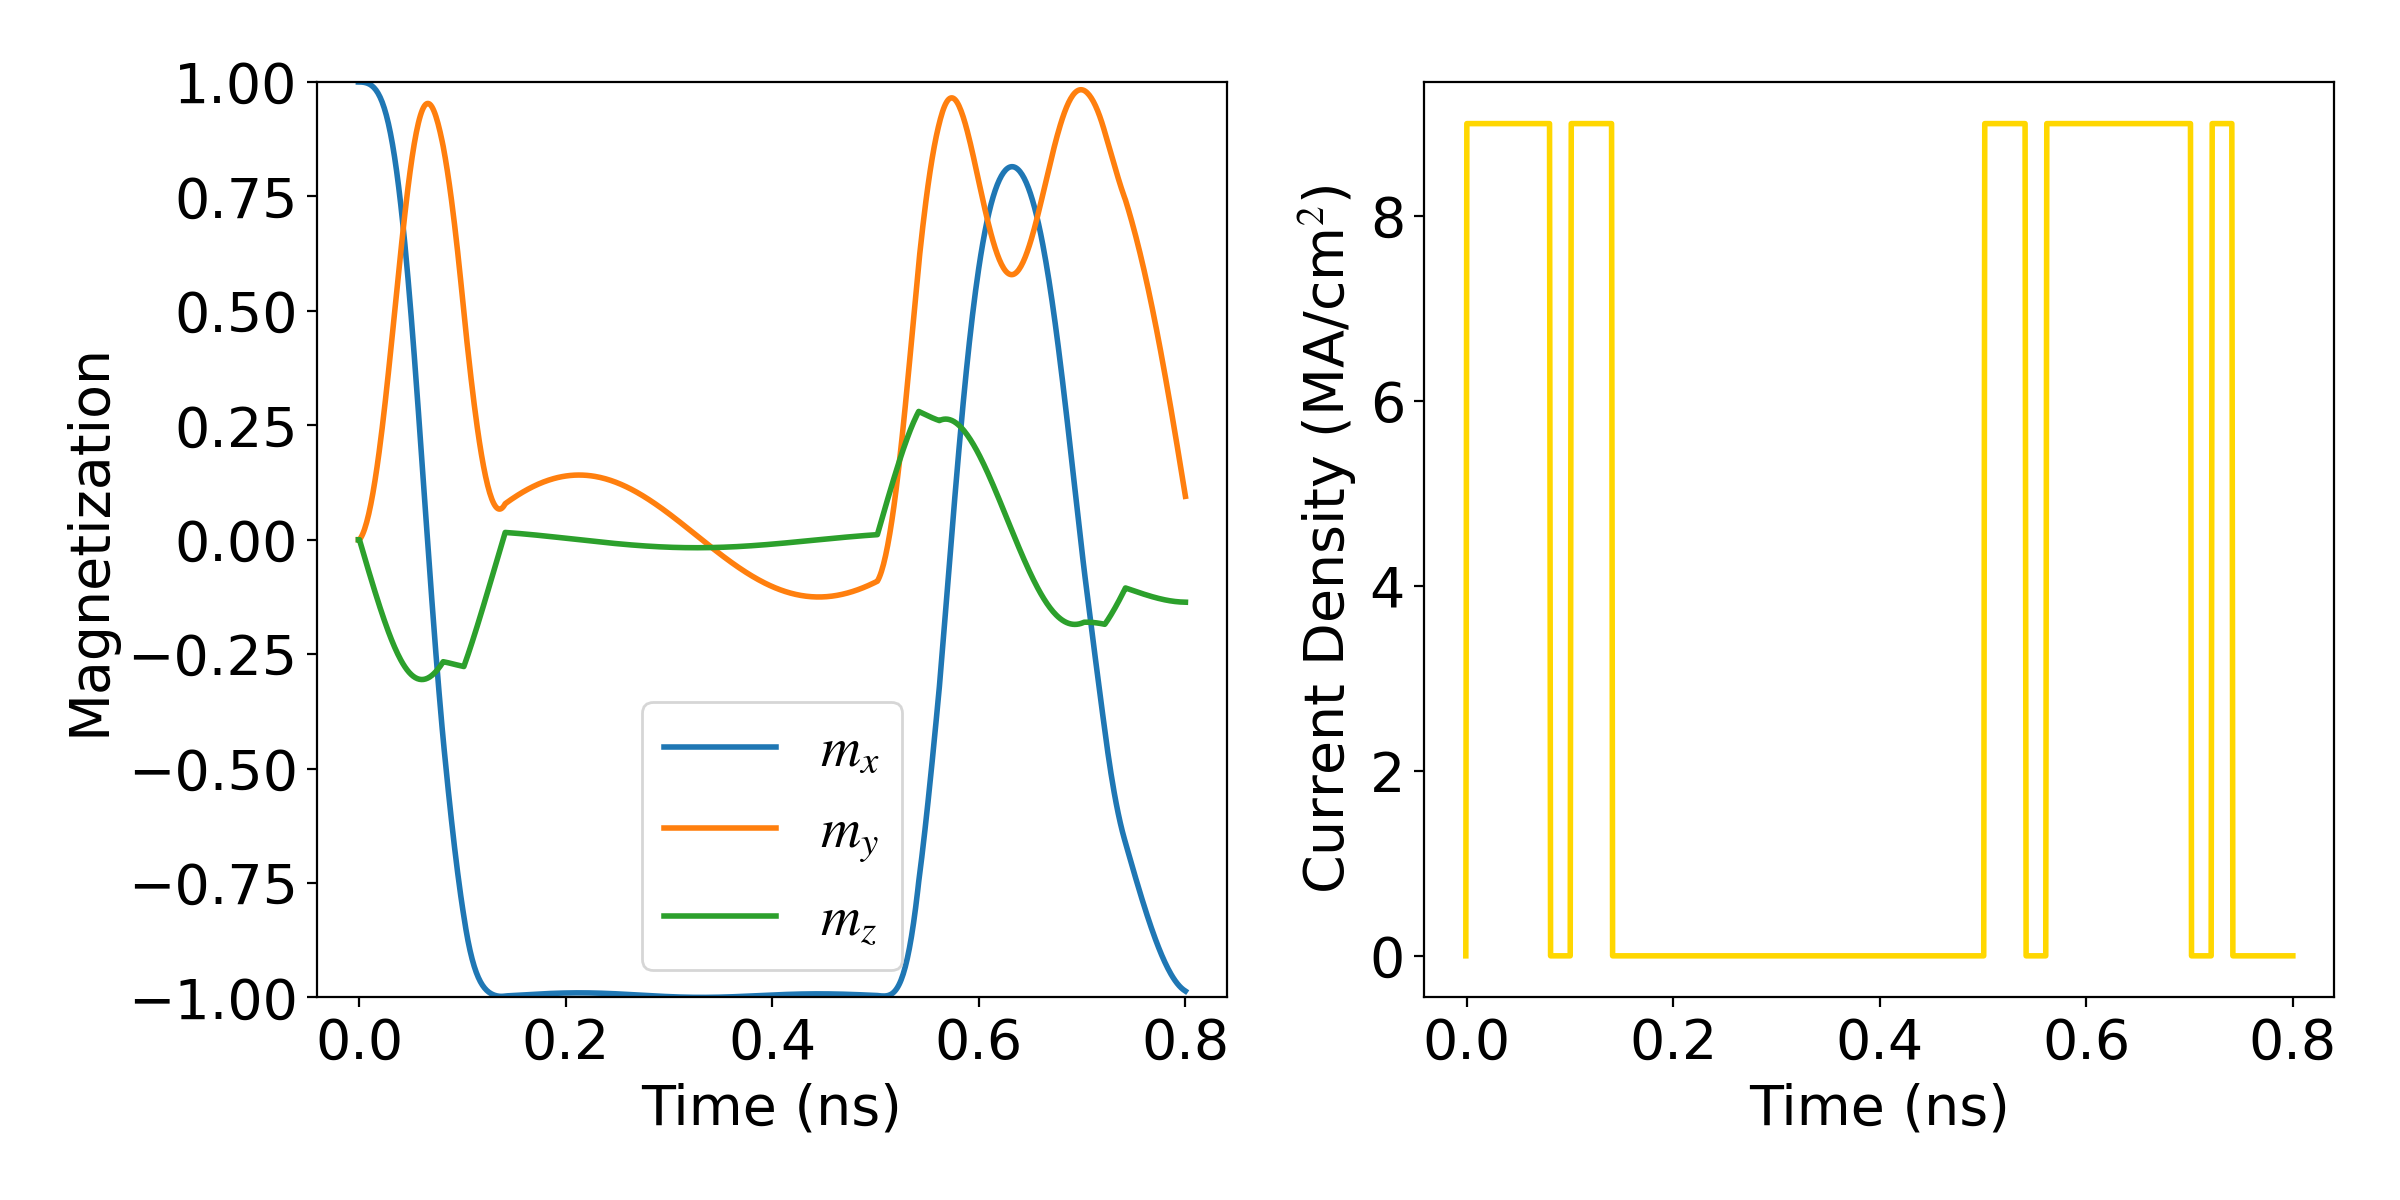 1.00
0.75
0.50
0.25
0.00
−0.25
−0.50
−0.75
−1.00
Magnetization
0.0 0.2 0.4 0.6 0.8
Time (ns)
m_x
m_y
m_z
8
6
4
2
0
Current Density (MA/cm²)
0.0 0.2 0.4 0.6 0.8
Time (ns)